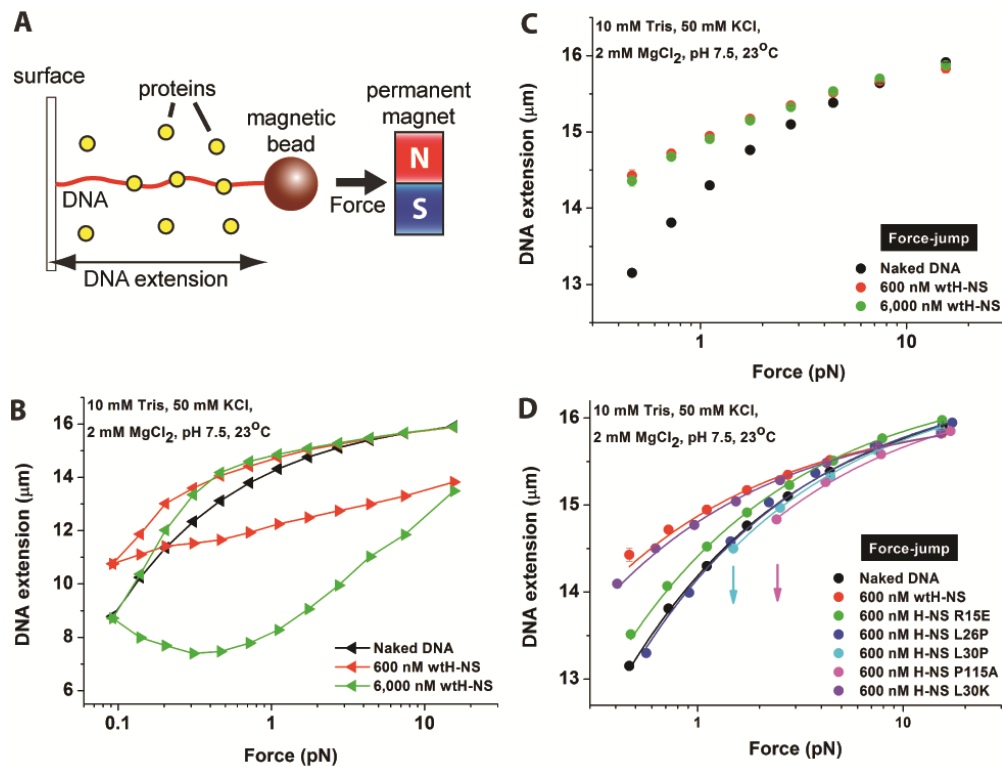 A
surface
proteins
magnetic
bead
permanent
magnet
N
S
DNA
Force
DNA extension
B
10 mM Tris, 50 mM KCl,
2 mM MgCl2, pH 7.5, 23°C
16
14
12
10
8
6
DNA extension (μm)
Naked DNA
600 nM wtH-NS
6,000 nM wtH-NS
0.1
1
10
Force (pN)
C
10 mM Tris, 50 mM KCl,
2 mM MgCl2, pH 7.5, 23°C
16
15
14
13
DNA extension (μm)
Force-jump
Naked DNA
600 nM wtH-NS
6,000 nM wtH-NS
1
10
Force (pN)
D
10 mM Tris, 50 mM KCl,
2 mM MgCl2, pH 7.5, 23°C
16
15
14
13
DNA extension (μm)
Force-jump
Naked DNA
600 nM wtH-NS
600 nM H-NS R15E
600 nM H-NS L26P
600 nM H-NS L30P
600 nM H-NS P115A
600 nM H-NS L30K
1
10
Force (pN)